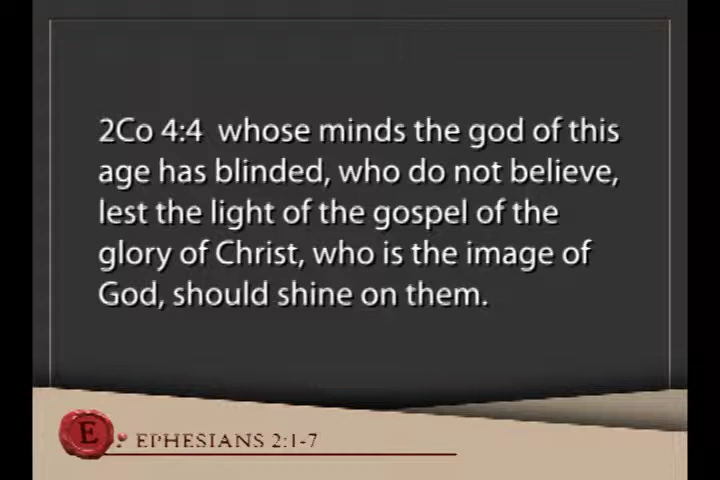 2Co 4:4 whose minds the god of this
age has blinded, who do not believe,
lest the light of the gospel of the
glory of Christ, who is the image of
God, should shine on them.
E
EPHESIANS 2:1-7